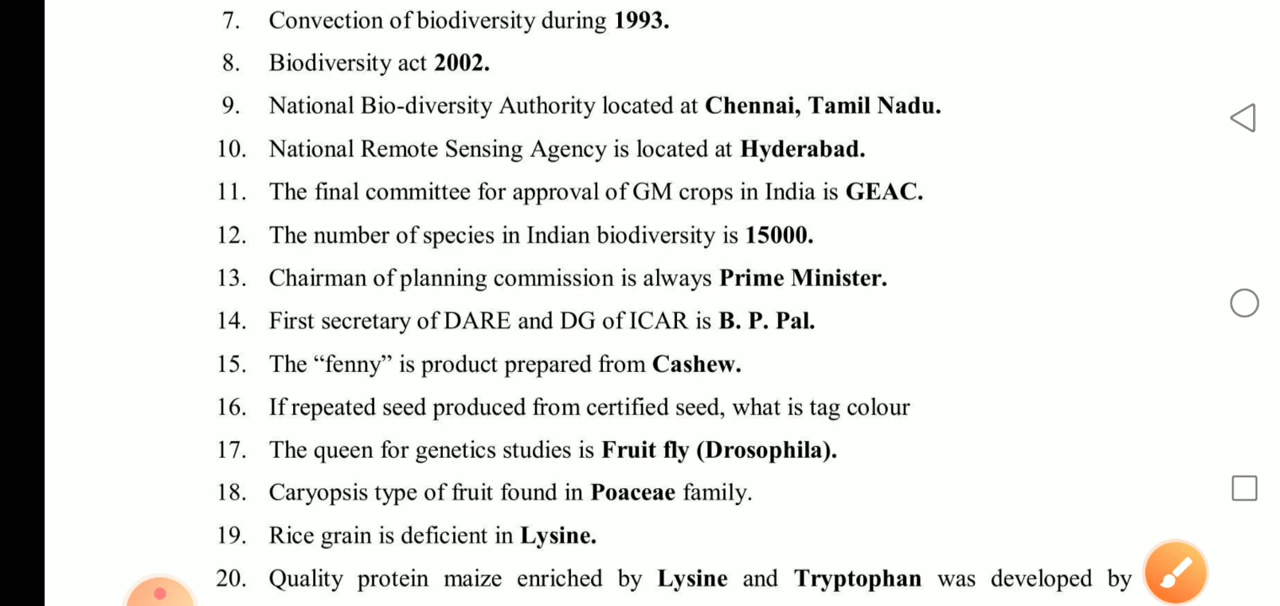 7. Convection of biodiversity during 1993.
8. Biodiversity act 2002.
9. National Bio-diversity Authority located at Chennai, Tamil Nadu.
10. National Remote Sensing Agency is located at Hyderabad.
11. The final committee for approval of GM crops in India is GEAC.
12. The number of species in Indian biodiversity is 15000.
13. Chairman of planning commission is always Prime Minister.
14. First secretary of DARE and DG of ICAR is B. P. Pal.
15. The “fenny” is product prepared from Cashew.
16. If repeated seed produced from certified seed, what is tag colour
17. The queen for genetics studies is Fruit fly (Drosophila).
18. Caryopsis type of fruit found in Poaceae family.
19. Rice grain is deficient in Lysine.
20. Quality protein maize enriched by Lysine and Tryptophan was developed by